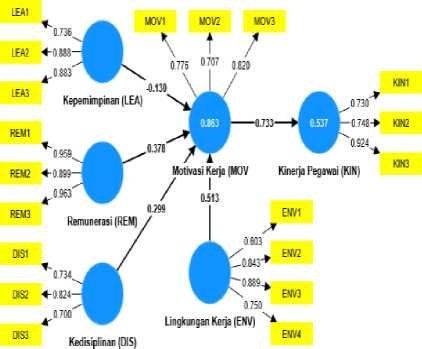 LEA1
LEA2
LEA3
0.736
0.888
0.883
Kepemimpinan (LEA)
MOV1
MOV2
MOV3
0.776
0.707
0.820
-0.130
REM1
REM2
REM3
0.959
0.899
0.963
Remunerasi (REM)
0.378
0.863
Motivasi Kerja (MOV
0.733
0.537
Kinerja Pegawai (KIN)
KIN1
KIN2
KIN3
0.730
0.748
0.924
DIS1
DIS2
DIS3
0.734
0.824
0.700
Kedisiplinan (DIS)
0.299
0.513
Lingkungan Kerja (ENV)
ENV1
ENV2
ENV3
ENV4
0.603
0.843
0.889
0.750